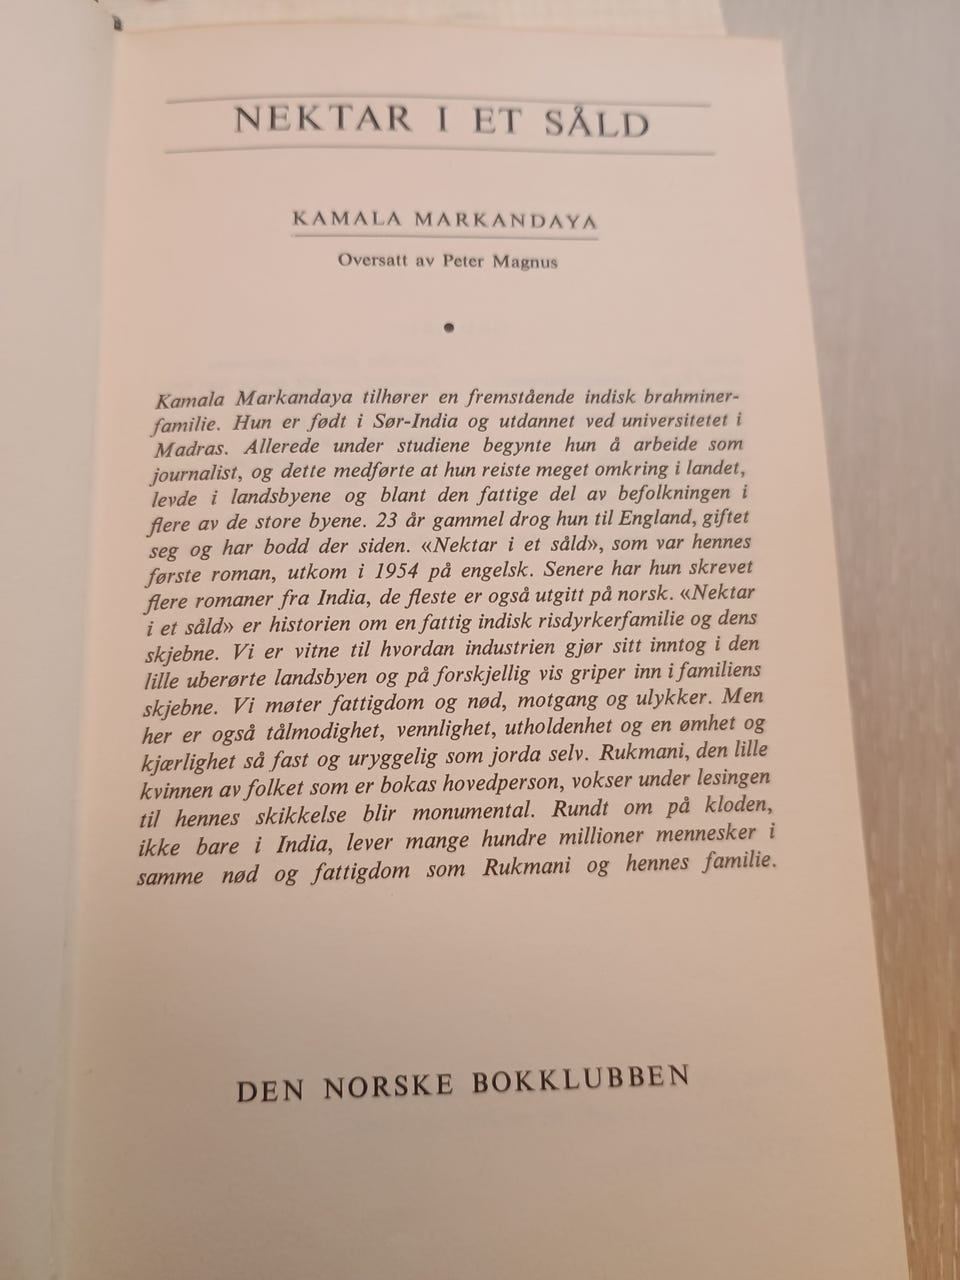 NEKTAR I ET SÅLD
KAMALA MARKANDAYA
Oversatt av Peter Magnus
•
Kamala Markandaya tilhører en fremstående indisk brahminer-
familie. Hun er født i Sør-India og utdannet ved universitetet i
Madras. Allerede under studiene begynte hun å arbeide som
journalist, og dette medførte at hun reiste meget omkring i landet,
levde i landsbyene og blant den fattige del av befolkningen i
flere av de store byene. 23 år gammel drog hun til England, giftet
seg og har bodd der siden. «Nektar i et såld», som var hennes
første roman, utkom i 1954 på engelsk. Senere har hun skrevet
flere romaner fra India, de fleste er også utgitt på norsk. «Nektar
i et såld» er historien om en fattig indisk risdyrkerfamilie og dens
skjebne. Vi er vitne til hvordan industrien gjør sitt inntog i den
lille uberørte landsbyen og på forskjellig vis griper inn i familiens
skjebne. Vi møter fattigdom og nød, motgang og ulykker. Men
her er også tålmodighet, vennlighet, utholdenhet og en ømhet og
kjærlighet så fast og uryggelig som jorda selv. Rukmani, den lille
kvinnen av folket som er bokas hovedperson, vokser under lesingen
til hennes skikkelse blir monumental. Rundt om på kloden,
ikke bare i India, lever mange hundre millioner mennesker i
samme nød og fattigdom som Rukmani og hennes familie.
DEN NORSKE BOKKLUBBEN